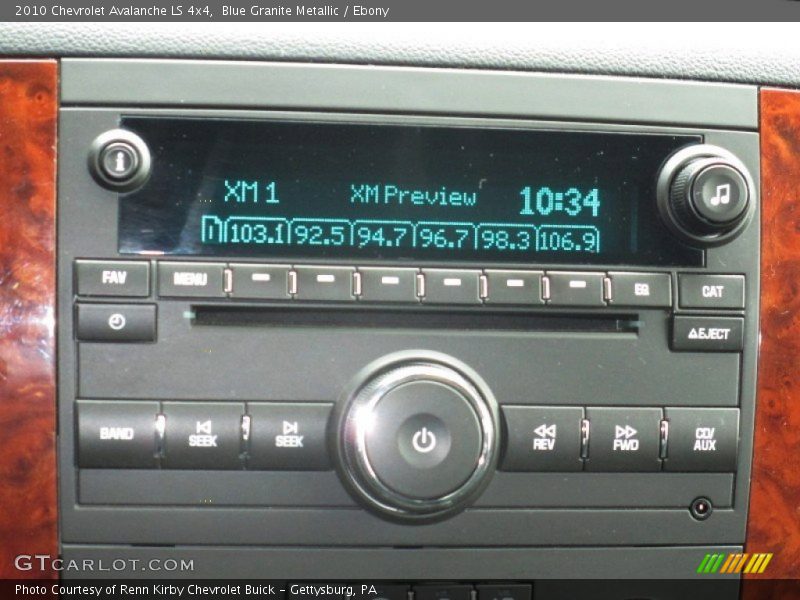 2010 Chevrolet Avalanche LS 4x4, Blue Granite Metallic / Ebony
XM 1 XM Preview 10:34
103.1 92.5 94.7 96.7 98.3 106.9
FAV MENU CAT
EJECT
BAND SEEK SEEK REV FWD CD/
AUX
GTCARLOT.COM
Photo Courtesy of Renn Kirby Chevrolet Buick - Gettysburg, PA